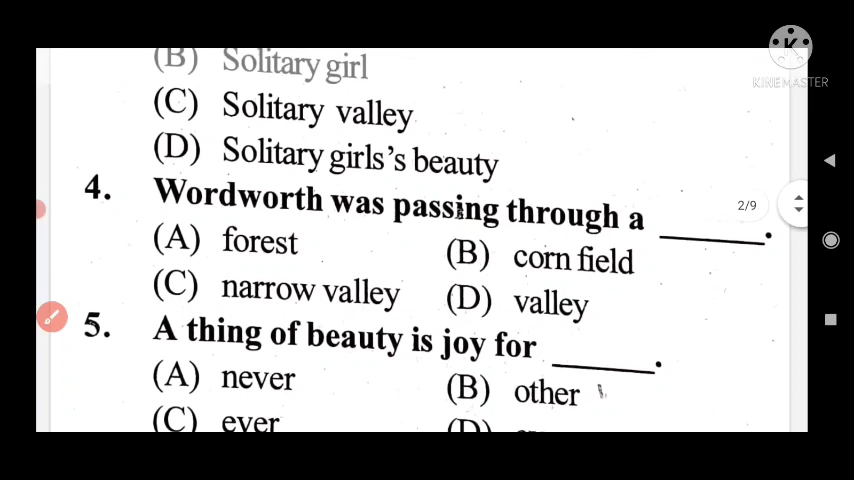 KINEMASTER
(B) Solitary girl
(C) Solitary valley
(D) Solitary girls's beauty
4. Wordworth was passing through a ______.
2/9
(A) forest (B) corn field
(C) narrow valley (D) valley
5. A thing of beauty is joy for ______.
(A) never (B) other
(C) ever (D)